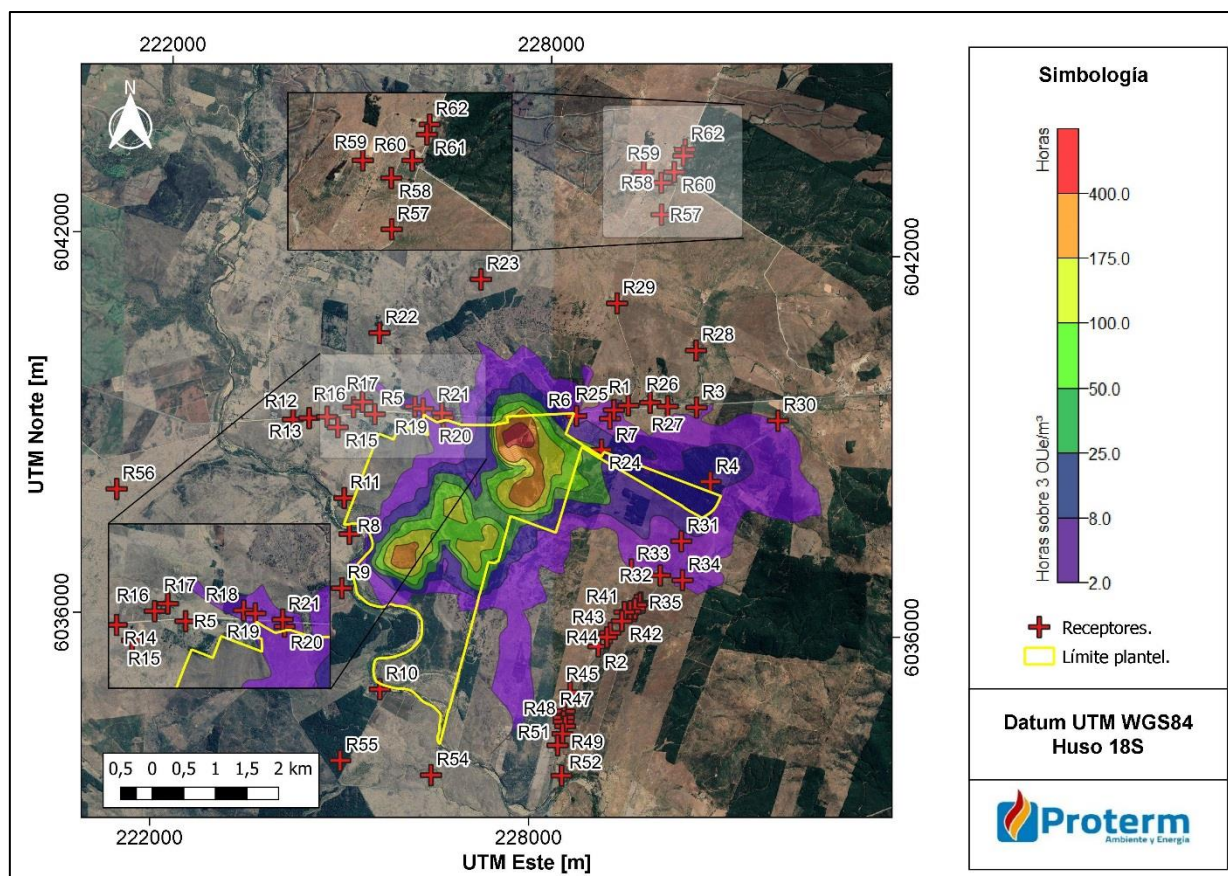 222000
228000
N
R62
R61
R59
R60
R58
R57
R62
R59
R58
R60
R57
6042000
6042000
R23
R29
R22
R28
R17
R16
R5
R12
R13
R15
R19
R21
R20
R6
R25
R1
R26
R3
R27
R7
R30
R24
R4
R56
R11
R8
R9
R31
R33
R32
R34
R35
R41
R43
R42
R44
R2
R16
R17
R18
R21
R5
R14
R15
R19
R20
6036000
6036000
R10
R45
R47
R48
R51
R49
R55
R54
R52
0,5 0 0,5 1 1,5 2 km
222000
228000
UTM Este [m]
UTM Norte [m]
Simbología
Horas
400.0
175.0
100.0
50.0
25.0
8.0
2.0
Horas sobre 3 OUe/m³
Receptores.
Límite plantel.
Datum UTM WGS84
Huso 18S
Proterm
Ambiente y Energía